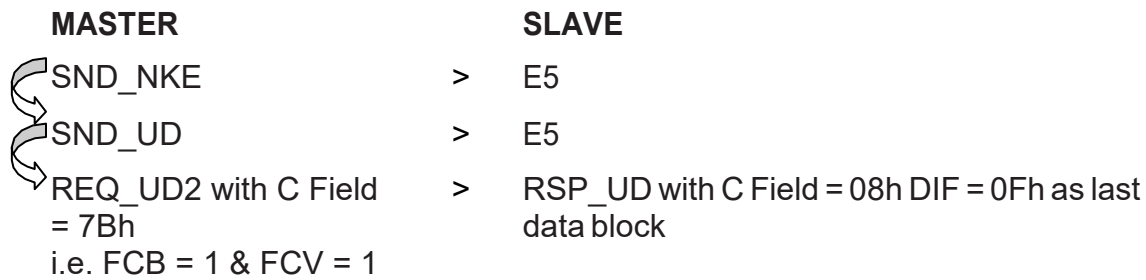 MASTER SLAVE
SND_NKE > E5
SND_UD > E5
REQ_UD2 with C Field > RSP_UD with C Field = 08h DIF = 0Fh as last
= 7Bh data block
i.e. FCB = 1 & FCV = 1